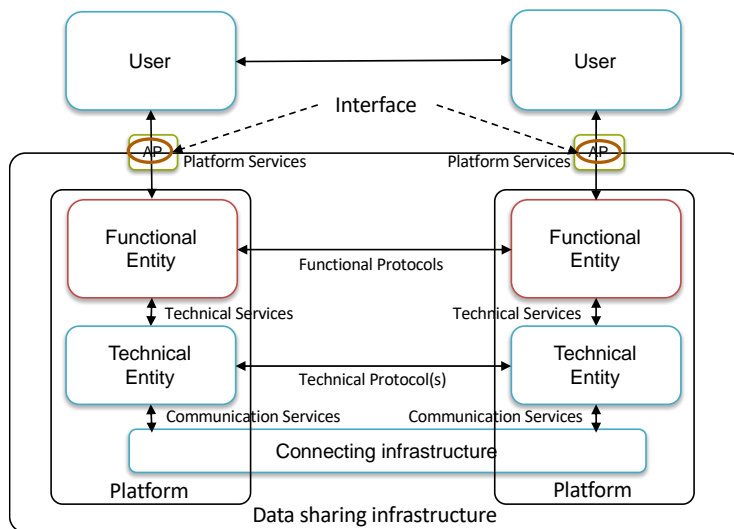 User
User
Interface
AP
AP
Platform Services
Platform Services
Functional
Entity
Functional
Entity
Functional Protocols
Technical Services
Technical Services
Technical
Entity
Technical
Entity
Technical Protocol(s)
Communication Services
Communication Services
Connecting infrastructure
Platform
Platform
Data sharing infrastructure